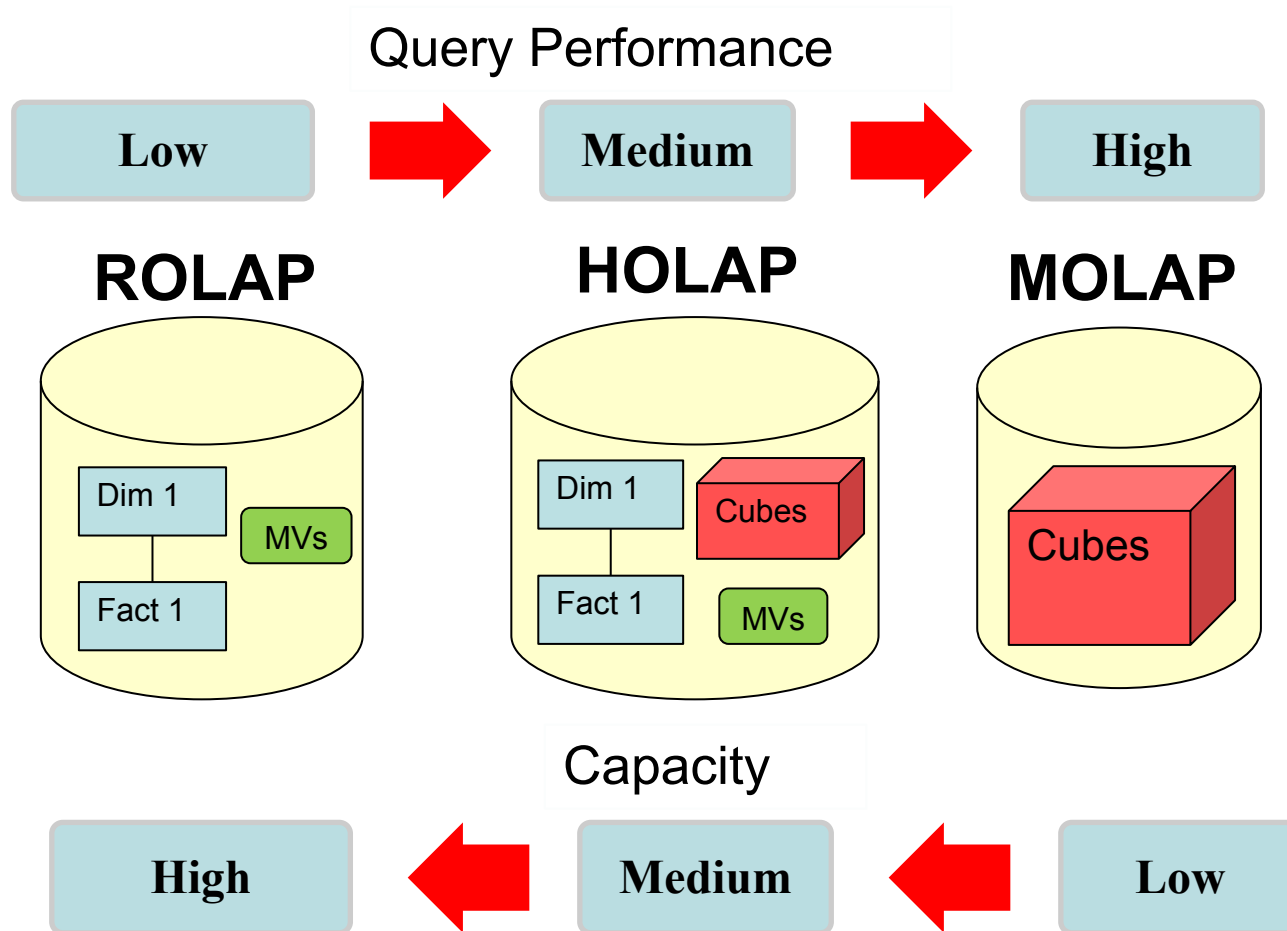 Query Performance
Low Medium High
ROLAP HOLAP MOLAP
Dim 1
MVs
Fact 1
Dim 1
Cubes
Fact 1
MVs
Cubes
Capacity
High Medium Low